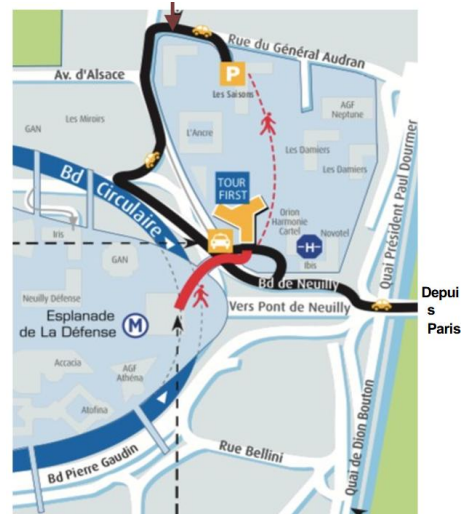 Rue du Général Audran
Av. d'Alsace
P
Les Saisons
AGF
Neptune
Les Miroirs
GAN
L'Ancre
Les Damiers
Les Damiers
Quai Président Paul Doumer
Bd Circulaire
TOUR
FIRST
Orion
Harmonie
Cartel
Novotel
H
Ibis
Iris
GAN
Bd de Neuilly
Neuilly Défense
Vers Pont de Neuilly
Depui
s
Paris
Esplanade
de La Défense
M
Accacia
AGF
Athéna
Atofina
Quai de Dion Bouton
Rue Bellini
Bd Pierre Gaudin